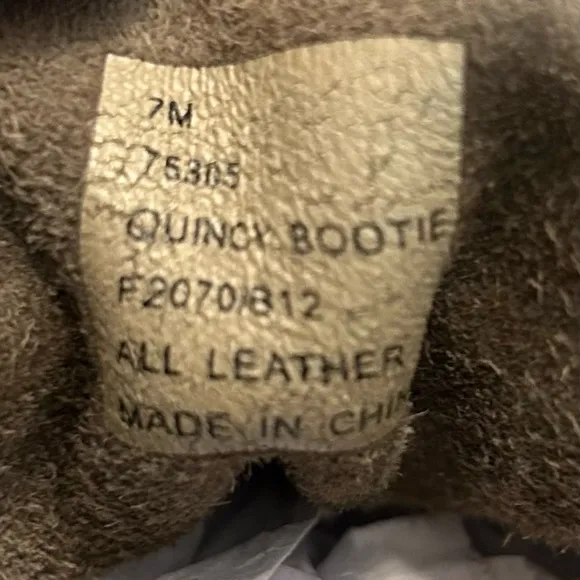 7M
75305
QUINCY BOOTIE
F2070/812
ALL LEATHER
MADE IN CHIN